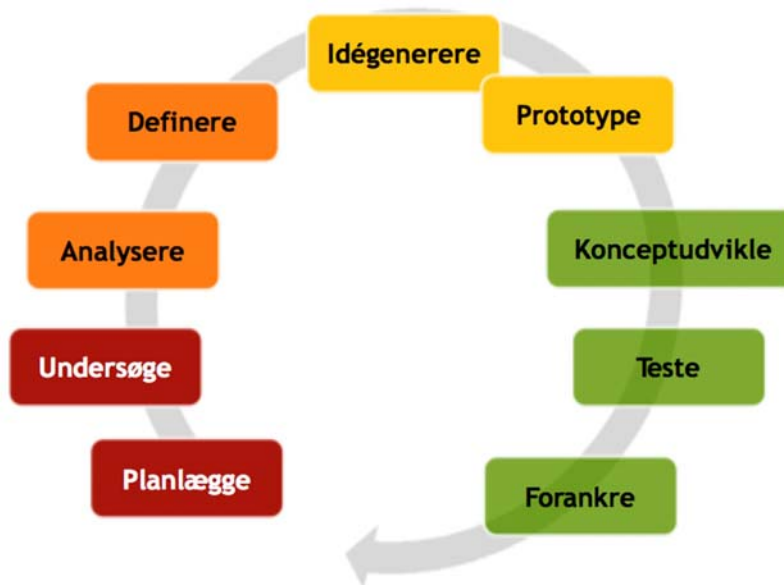 Idégenerere
Definere
Prototype
Analysere
Konceptudvikle
Undersøge
Teste
Planlægge
Forankre